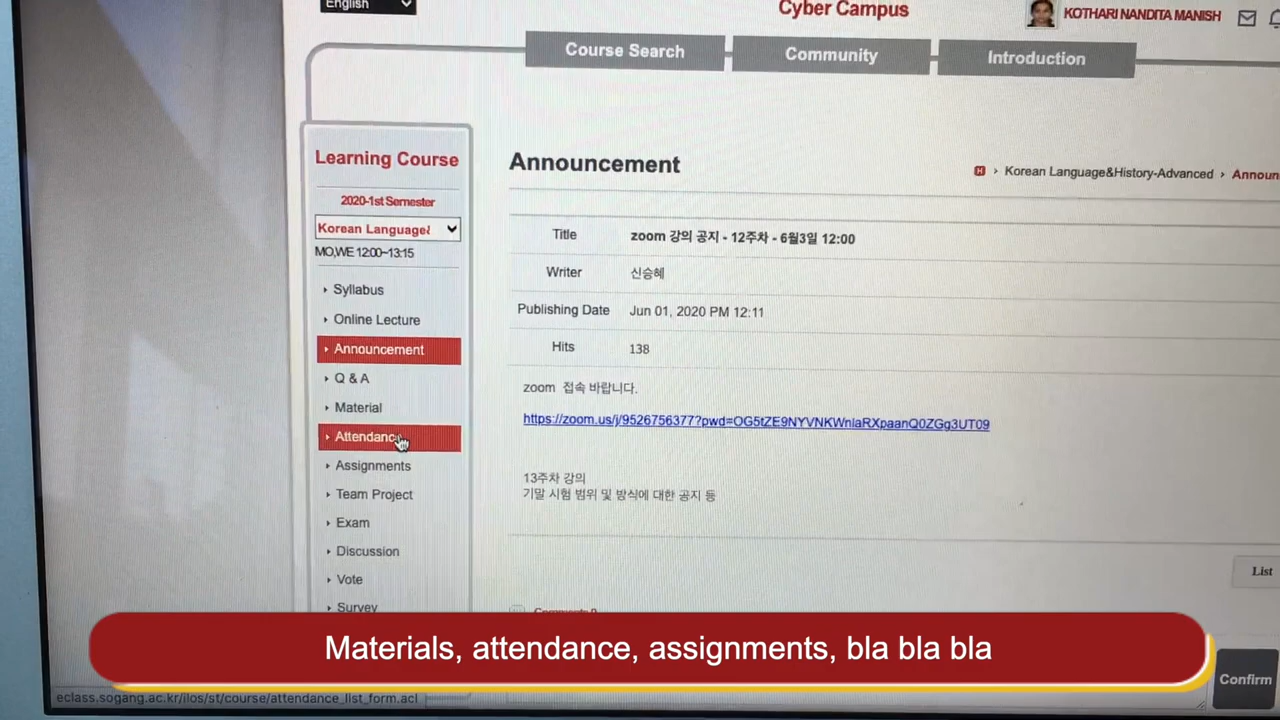 English
Cyber Campus
KOTHARI NANDITA MANISH
Course Search
Community
Introduction
Learning Course
2020-1st Semester
Korean Language&
MO,WE 12:00~13:15
Syllabus
Online Lecture
Announcement
Q & A
Material
Attendance
Assignments
Team Project
Exam
Discussion
Vote
Survey
Announcement
Korean Language&History-Advanced › Announ
Title zoom 강의 공지 - 12주차 - 6월3일 12:00
Writer 신승혜
Publishing Date Jun 01, 2020 PM 12:11
Hits 138
zoom 접속 바랍니다.
https://zoom.us/j/9526756377?pwd=OG5tZE9NYVNKWnlaRXpaanQ0ZGg3UT09
13주차 강의
기말 시험 범위 및 방식에 대한 공지 등
List
Comments 0
Materials, attendance, assignments, bla bla bla
Confirm
eclass.sogang.ac.kr/ilos/st/course/attendance_list_form.acl